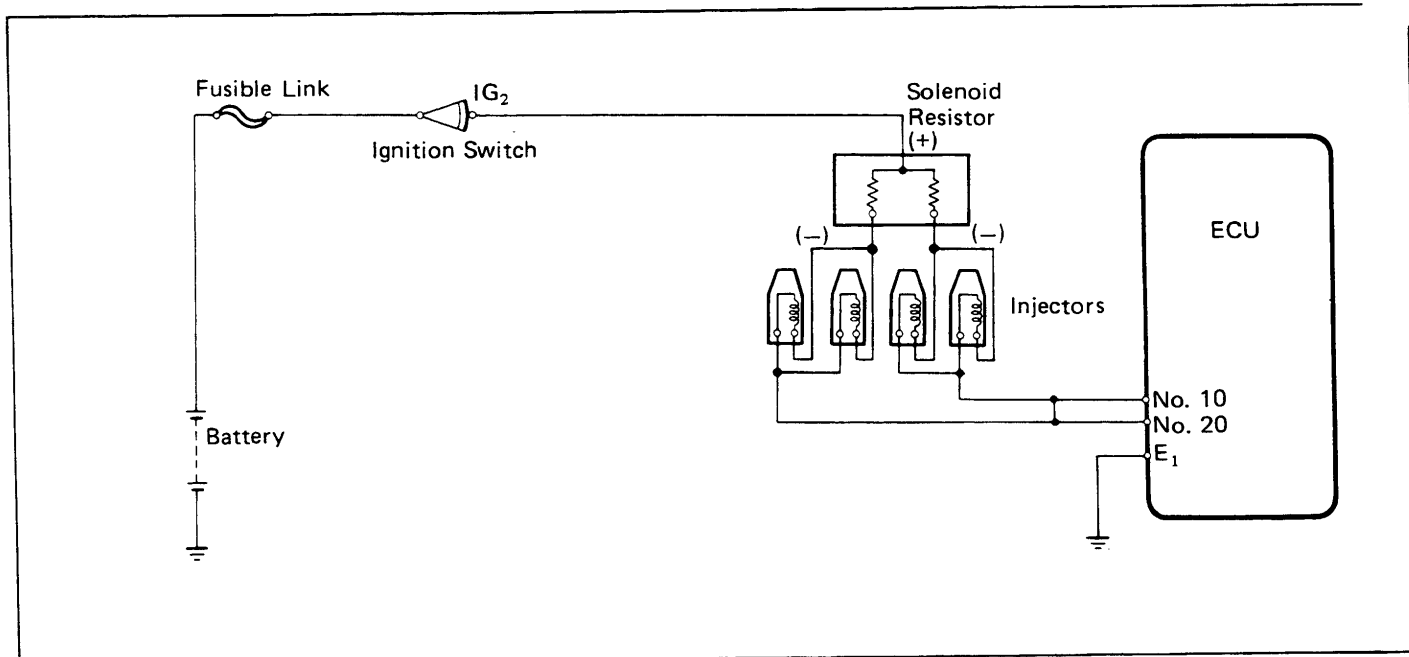 Fusible Link
IG₂
Ignition Switch
Solenoid
Resistor
(+)
(−)
(−)
ECU
Injectors
No. 10
No. 20
E₁
Battery